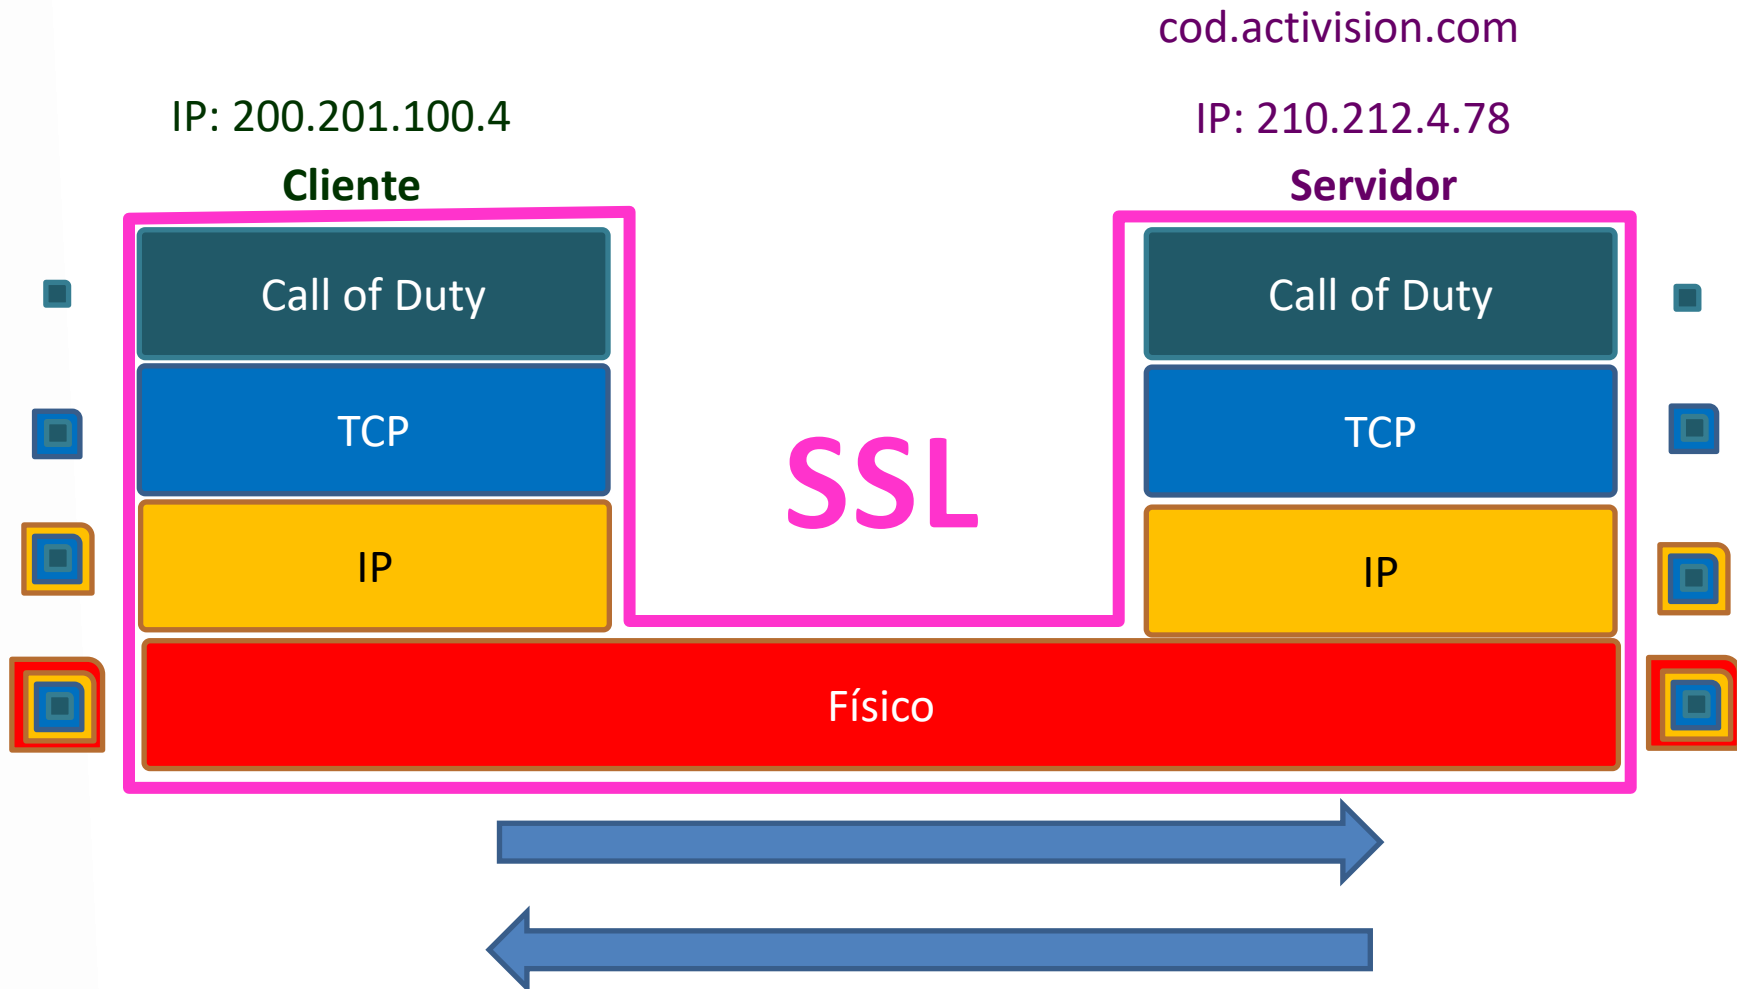 cod.activision.com
IP: 200.201.100.4
IP: 210.212.4.78
Cliente
Servidor
Call of Duty
Call of Duty
TCP
TCP
SSL
IP
IP
Físico